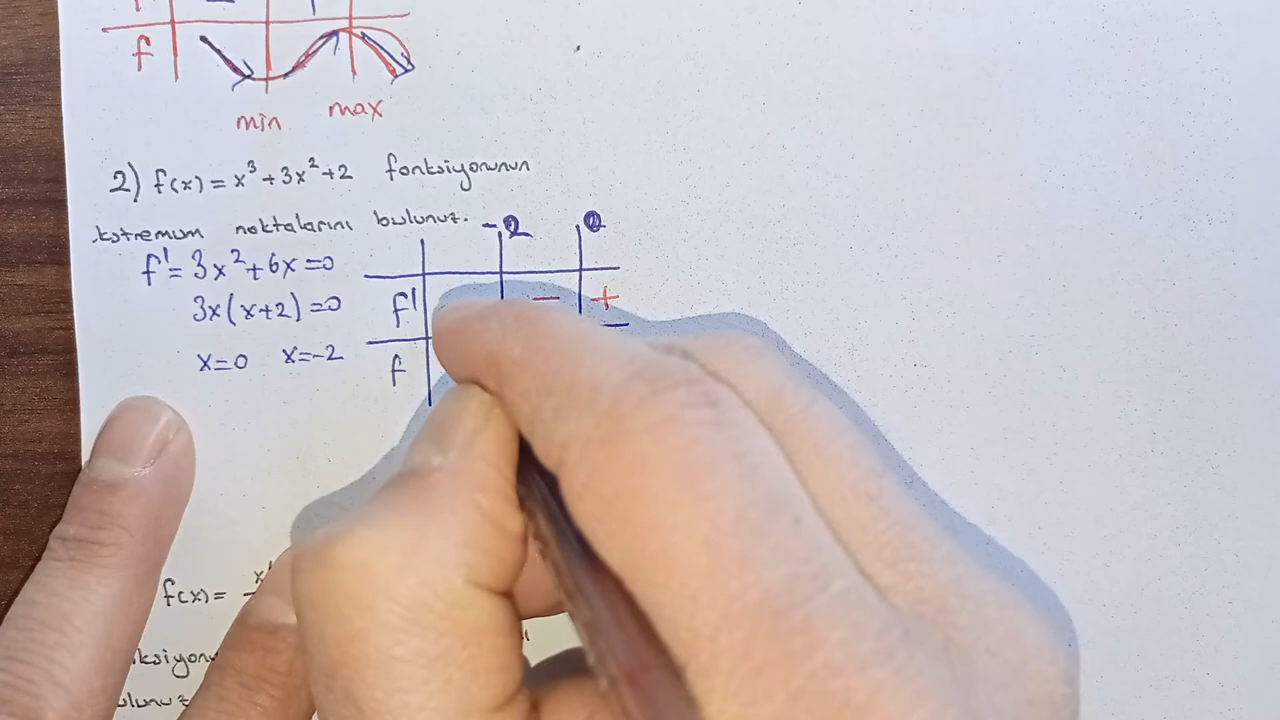 f
min max
2) f(x) = x³+3x²+2 fonksiyonunun
noktalarını bulunuz.
-2 0
f' = 3x²+6x=0
3x(x+2)=0
x=0 x=-2
f' - +
f
f(x) =